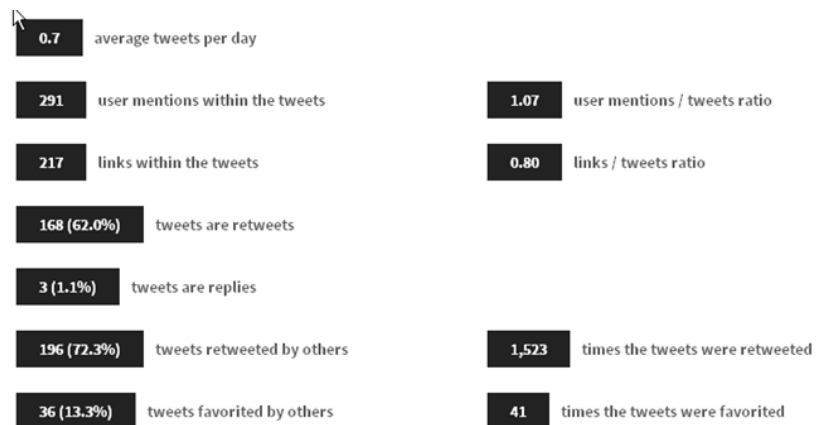 0.7 average tweets per day
291 user mentions within the tweets 1.07 user mentions / tweets ratio
217 links within the tweets 0.80 links / tweets ratio
168 (62.0%) tweets are retweets
3 (1.1%) tweets are replies
196 (72.3%) tweets retweeted by others 1,523 times the tweets were retweeted
36 (13.3%) tweets favorited by others 41 times the tweets were favorited